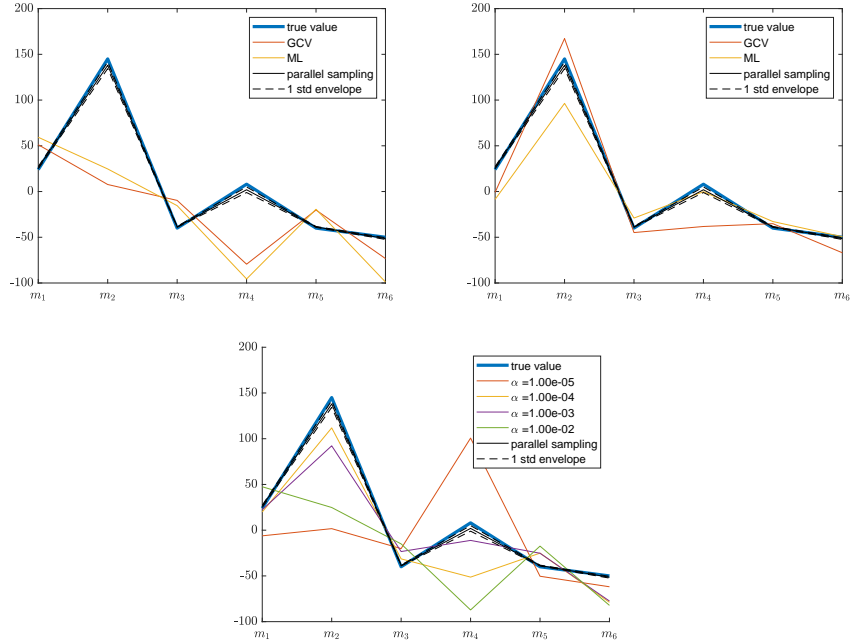 200
150
100
50
0
-50
-100
m1 m2 m3 m4 m5 m6
true value
GCV
ML
parallel sampling
1 std envelope
200
150
100
50
0
-50
-100
m1 m2 m3 m4 m5 m6
true value
GCV
ML
parallel sampling
1 std envelope
200
150
100
50
0
-50
-100
m1 m2 m3 m4 m5 m6
true value
α =1.00e-05
α =1.00e-04
α =1.00e-03
α =1.00e-02
parallel sampling
1 std envelope